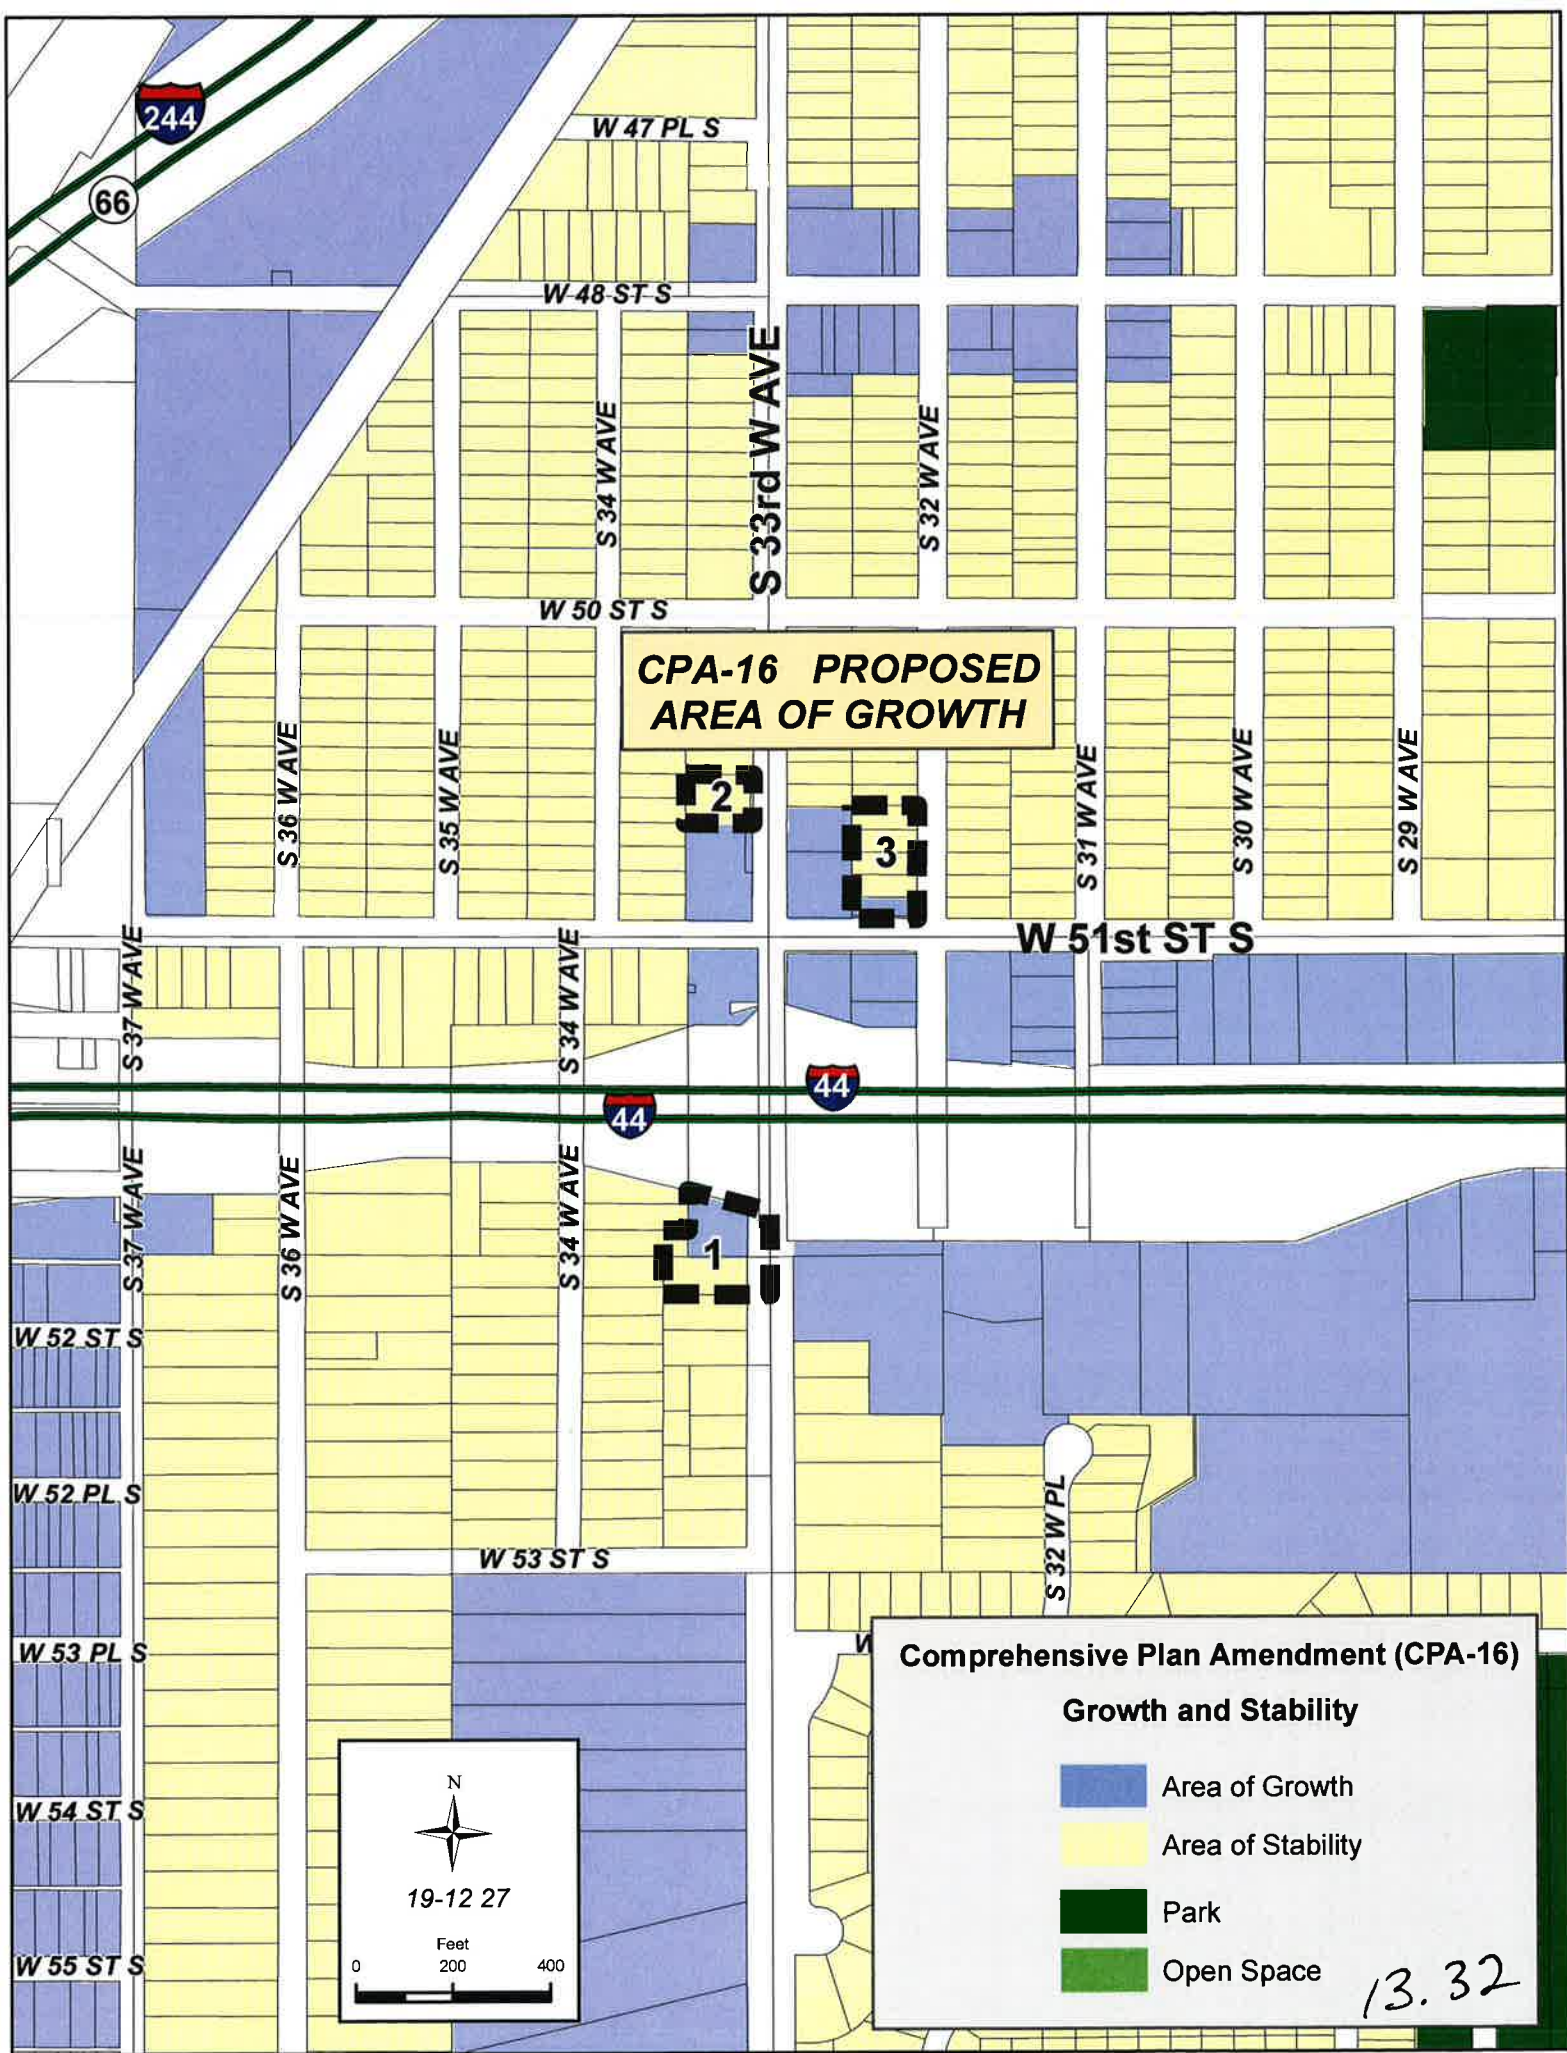 244
66
W 47 PL S
W 48 ST S
S 33rd W AVE
S 34 W AVE
S 32 W AVE
W 50 ST S
CPA-16 PROPOSED
AREA OF GROWTH
S 36 W AVE
S 35 W AVE
2
3
S 31 W AVE
S 30 W AVE
S 29 W AVE
W 51st ST S
S 37 W AVE
S 34 W AVE
44
44
S 37 W AVE
S 36 W AVE
S 34 W AVE
1
W 52 ST S
W 52 PL S
W 53 ST S
S 32 W PL
W 53 PL S
W
W 54 ST S
W 55 ST S
N
19-12 27
Feet
0 200 400
Comprehensive Plan Amendment (CPA-16)
Growth and Stability
Area of Growth
Area of Stability
Park
Open Space
13.32